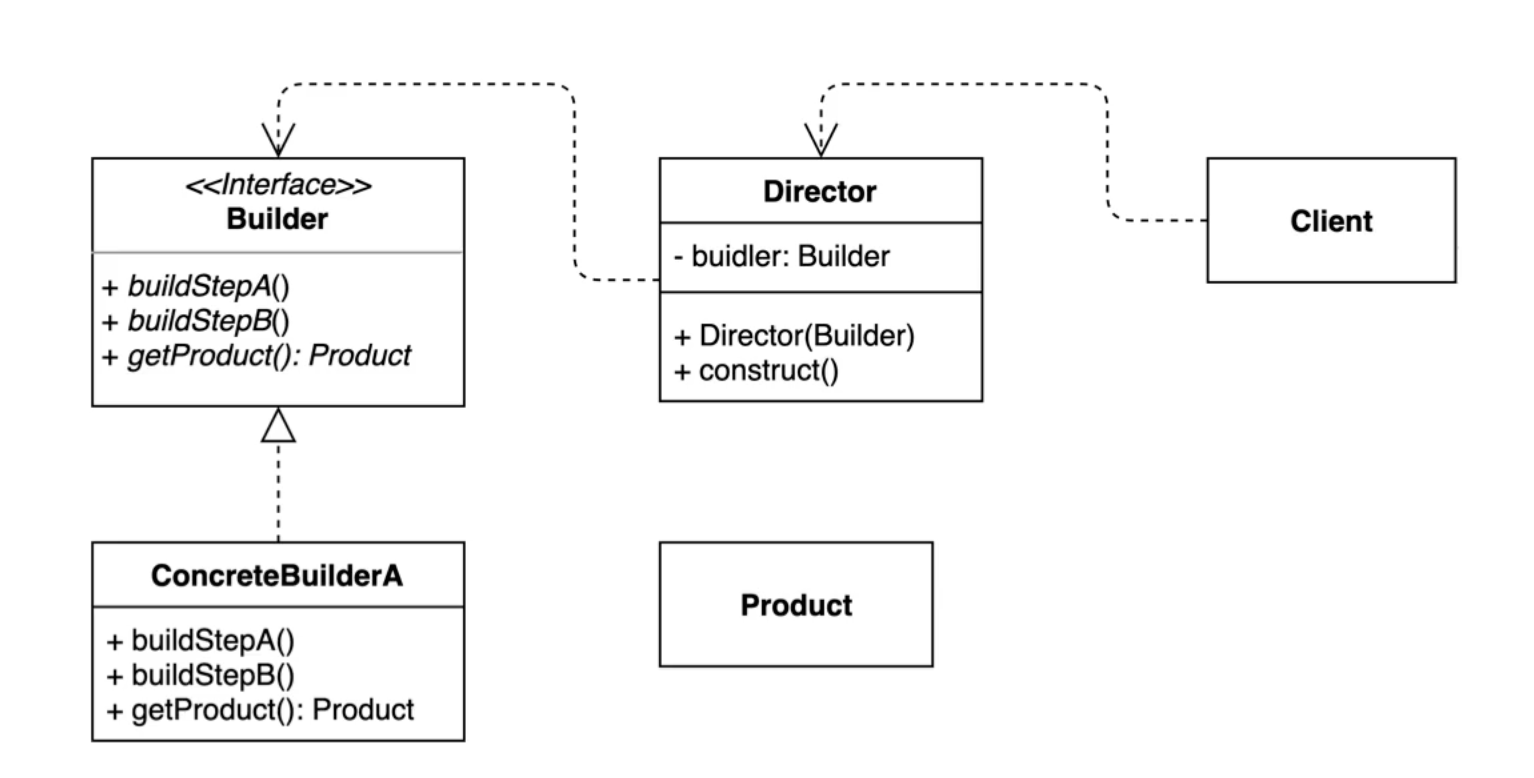 <<Interface>>
Builder
+ buildStepA()
+ buildStepB()
+ getProduct(): Product
Director
- buidler: Builder
+ Director(Builder)
+ construct()
Client
ConcreteBuilderA
+ buildStepA()
+ buildStepB()
+ getProduct(): Product
Product